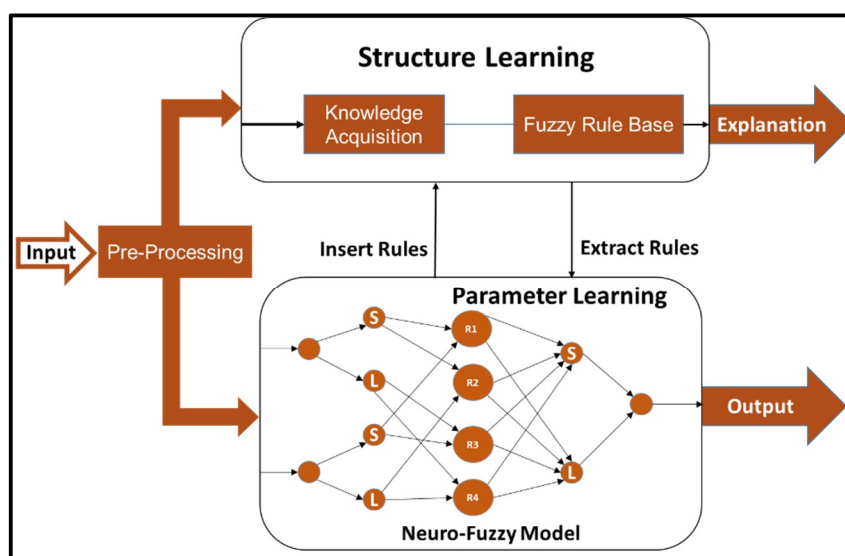 Structure Learning
Knowledge
Acquisition
Fuzzy Rule Base
Explanation
Input
Pre-Processing
Insert Rules
Extract Rules
Parameter Learning
S
R1
S
L
R2
S
R3
L
L
R4
Output
Neuro-Fuzzy Model